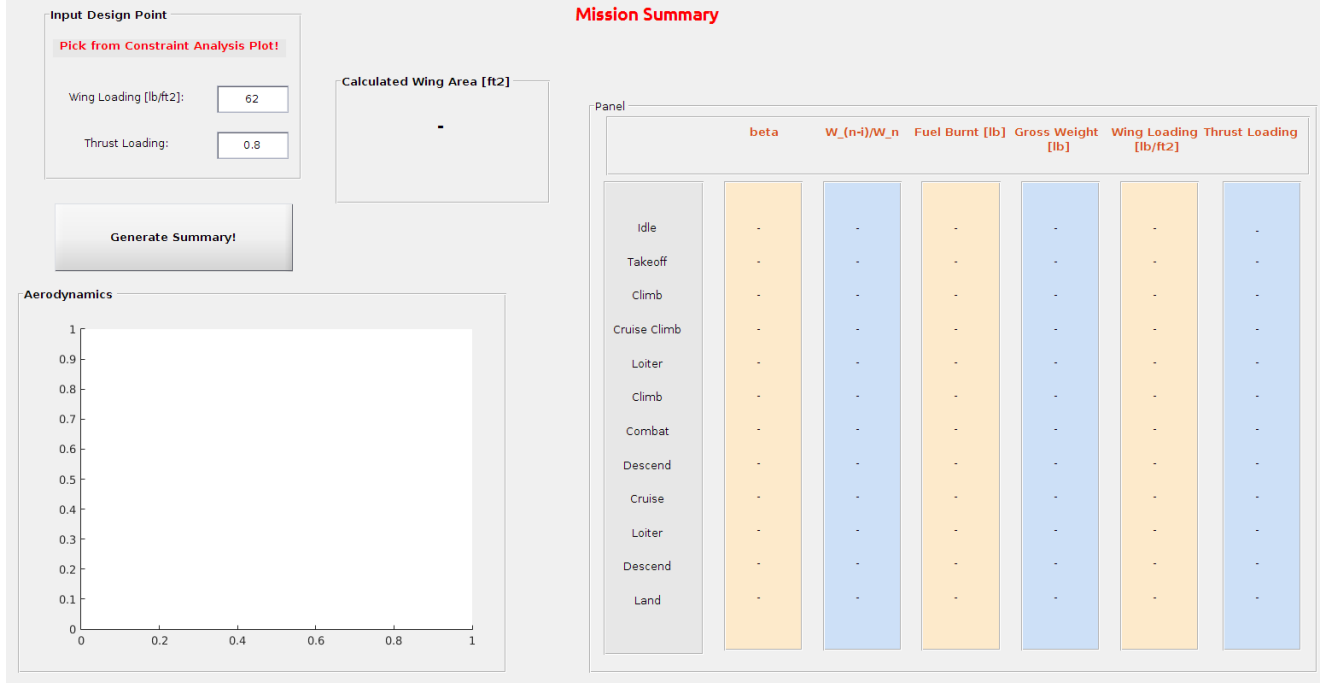 Mission Summary
Input Design Point
Pick from Constraint Analysis Plot!
Wing Loading [lb/ft2]:
62
Thrust Loading:
0.8
Calculated Wing Area [ft2]
-
Generate Summary!
Aerodynamics
1
0.9
0.8
0.7
0.6
0.5
0.4
0.3
0.2
0.1
0
0 0.2 0.4 0.6 0.8 1
Panel
beta W_(n-i)/W_n Fuel Burnt [lb] Gross Weight [lb] Wing Loading [lb/ft2] Thrust Loading
Idle - - - - - -
Takeoff - - - - - -
Climb - - - - - -
Cruise Climb - - - - - -
Loiter - - - - - -
Climb - - - - - -
Combat - - - - - -
Descend - - - - - -
Cruise - - - - - -
Loiter - - - - - -
Descend - - - - - -
Land - - - - - -